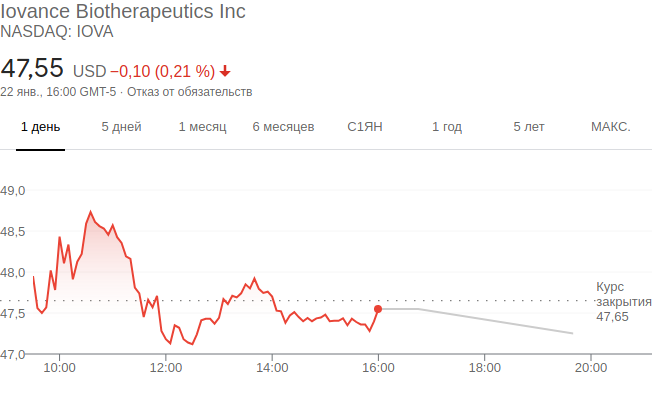 Iovance Biotherapeutics Inc
NASDAQ: IOVA
47,55 USD −0,10 (0,21 %)
22 янв., 16:00 GMT-5 · Отказ от обязательств
1 день 5 дней 1 месяц 6 месяцев С1ЯН 1 год 5 лет МАКС.
49,0
48,5
48,0
Курс
закрытия
47,65
47,5
47,0
10:00 12:00 14:00 16:00 18:00 20:00